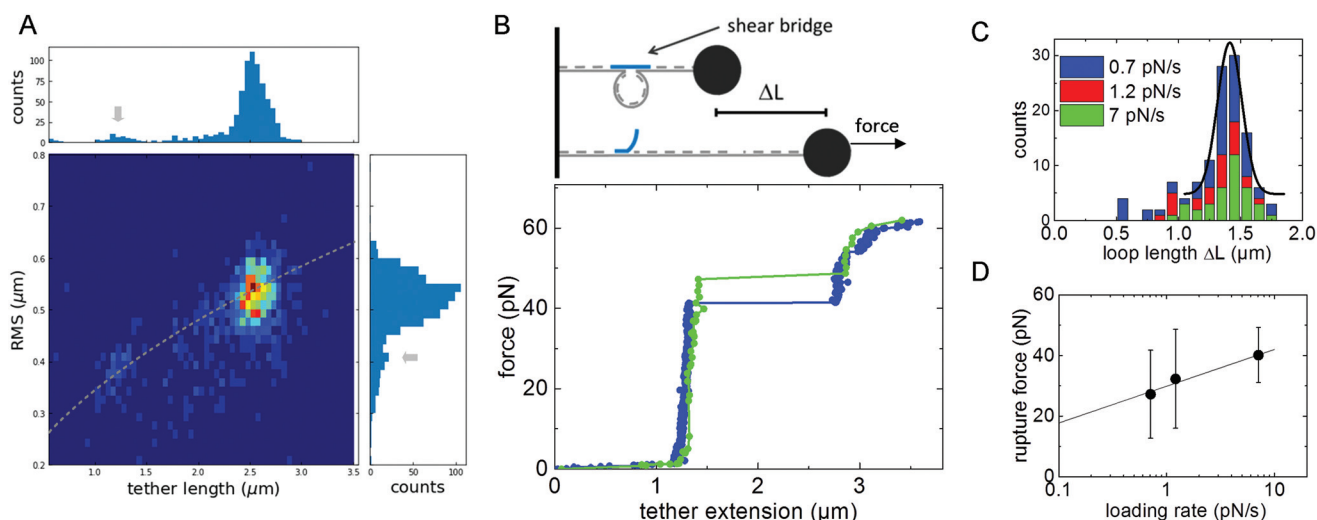 A
counts
100
75
50
25
0
0.8
0.7
0.6
0.5
0.4
0.3
0.2
RMS (μm)
1.0
1.5
2.0
2.5
3.0
3.5
tether length (μm)
0
50
100
counts
B
shear bridge
ΔL
force
60
40
20
0
force (pN)
0
1
2
3
tether extension (μm)
C
30
20
10
0
counts
0.7 pN/s
1.2 pN/s
7 pN/s
0.0
0.5
1.0
1.5
2.0
loop length ΔL (μm)
D
60
40
20
0
rupture force (pN)
0.1
1
10
loading rate (pN/s)